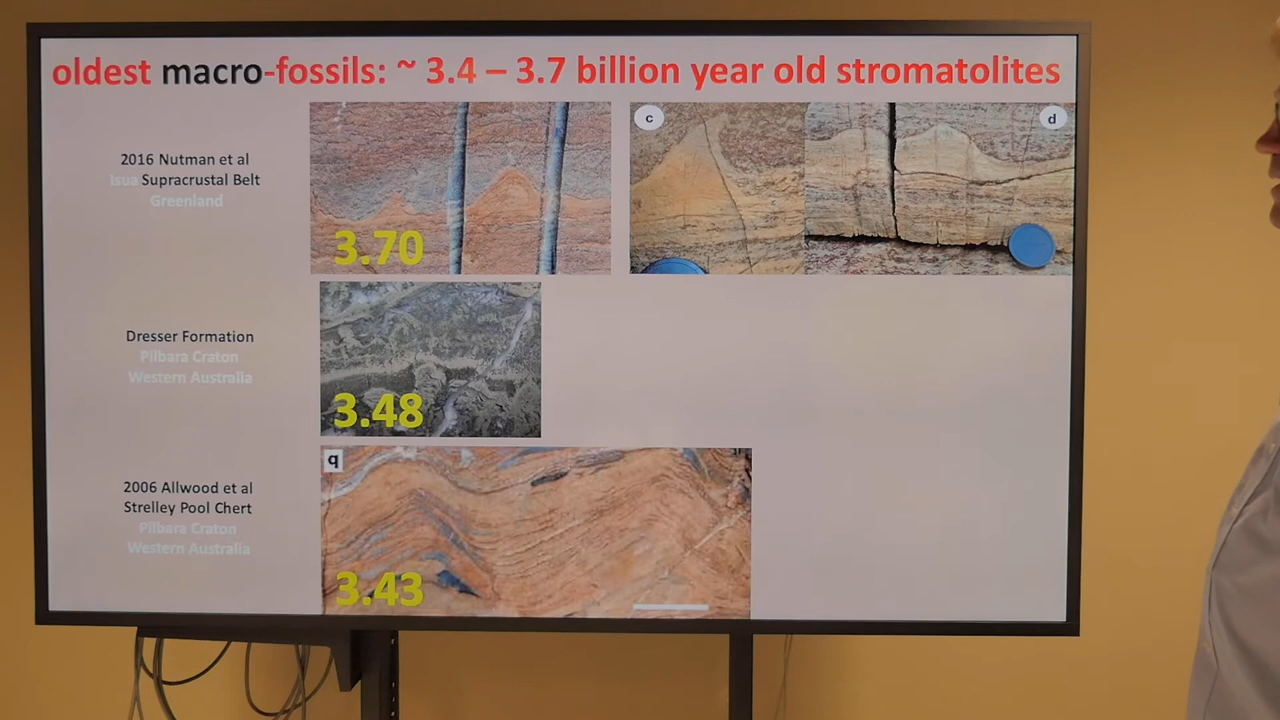 oldest macro-fossils: ~ 3.4 – 3.7 billion year old stromatolites
2016 Nutman et al
Isua Supracrustal Belt
Greenland
3.70
c
d
Dresser Formation
Pilbara Craton
Western Australia
3.48
2006 Allwood et al
Strelley Pool Chert
Pilbara Craton
Western Australia
q
3.43